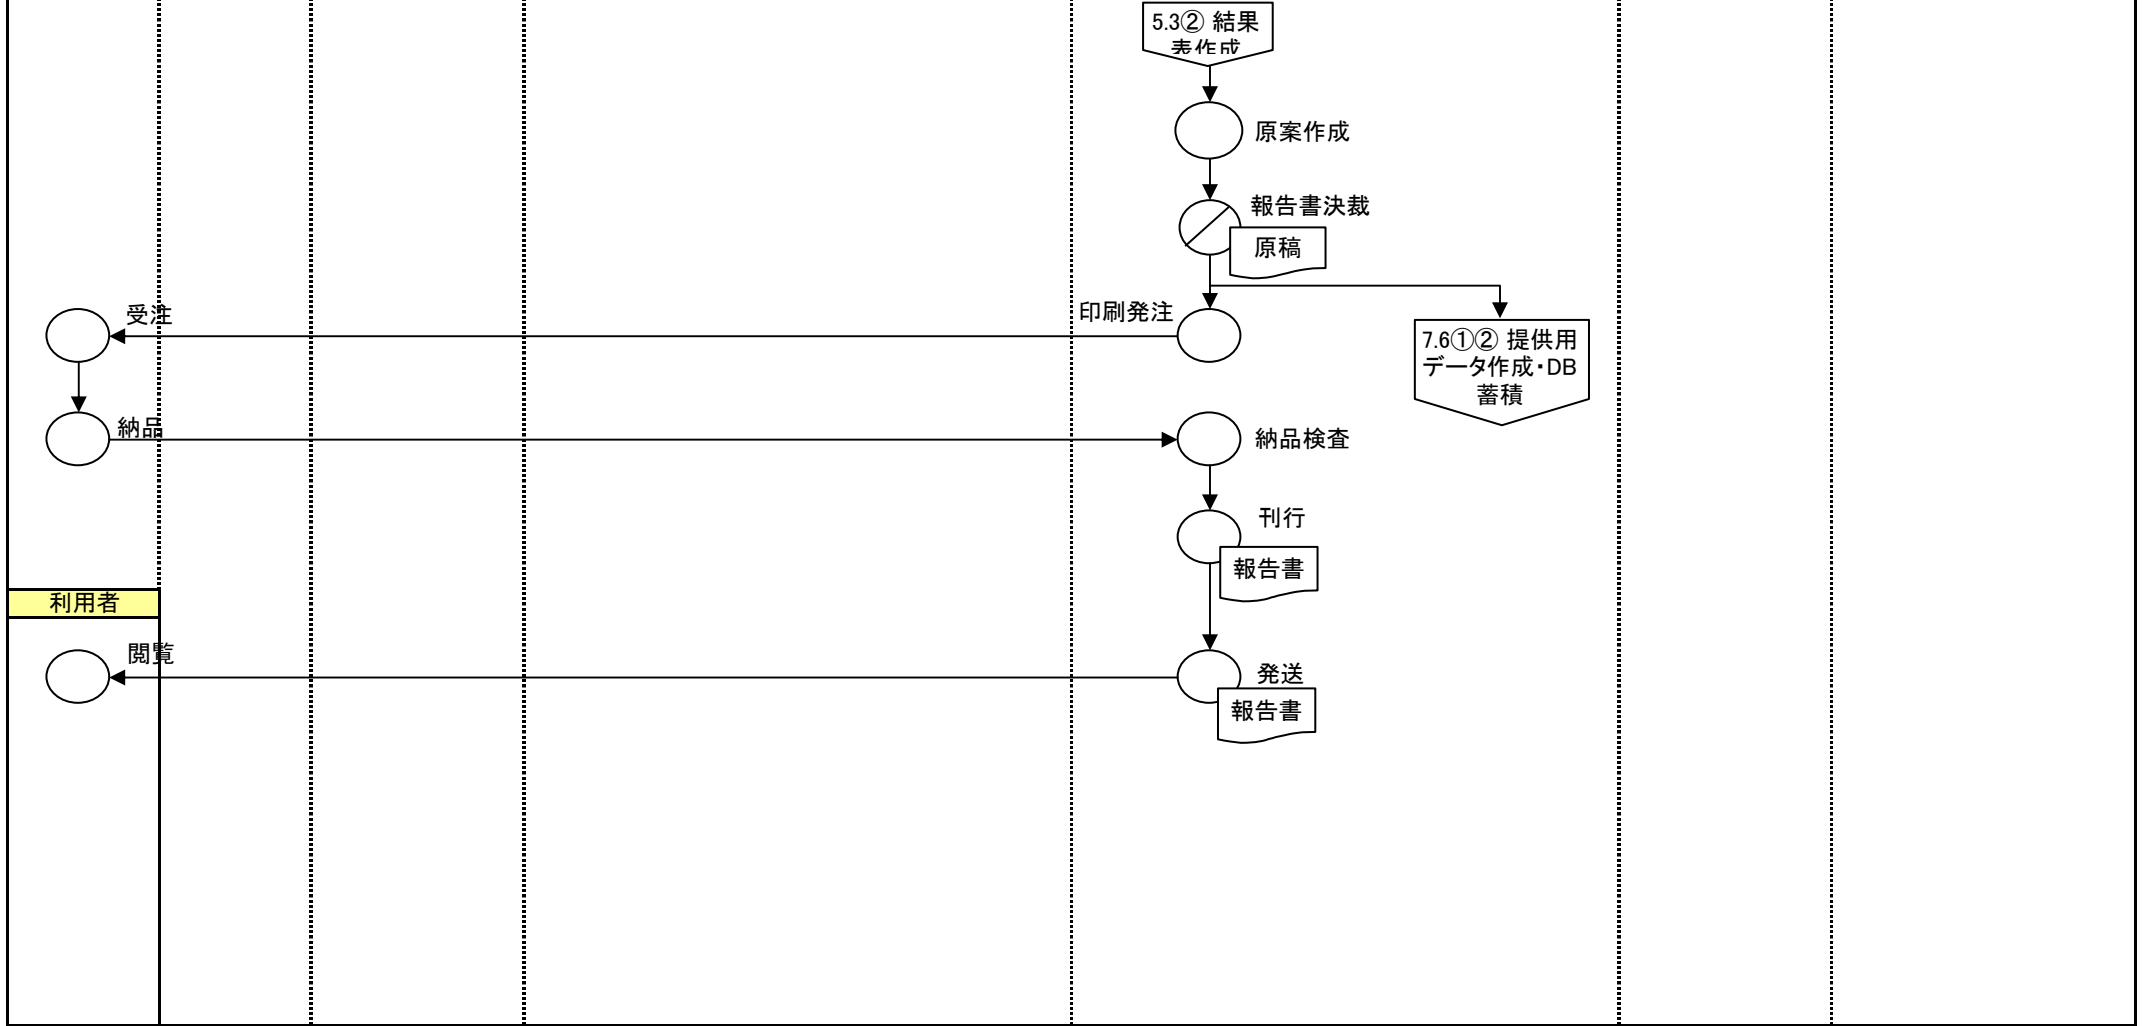 5.3② 結果
表作成
原案作成
報告書決裁
原稿
受注
印刷発注
7.6①② 提供用
データ作成・DB
蓄積
納品
納品検査
刊行
報告書
利用者
閲覧
発送
報告書